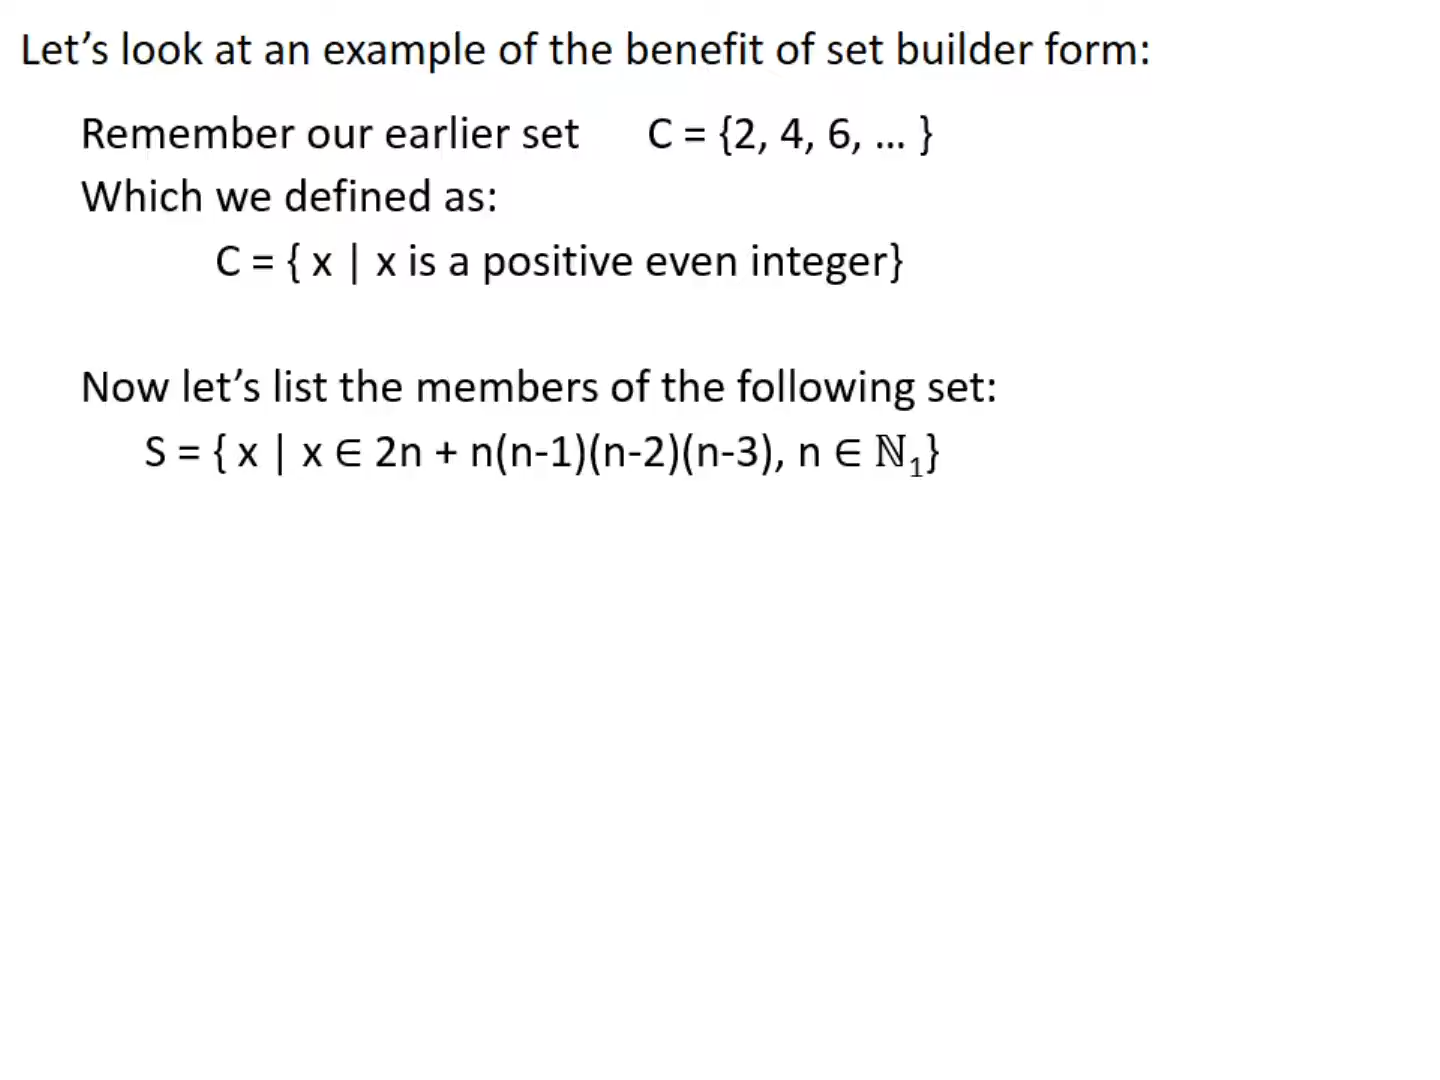 Let’s look at an example of the benefit of set builder form:
Remember our earlier set C = {2, 4, 6, ... }
Which we defined as:
C = { x | x is a positive even integer}
Now let’s list the members of the following set:
S = { x | x ∈ 2n + n(n-1)(n-2)(n-3), n ∈ ℕ₁}